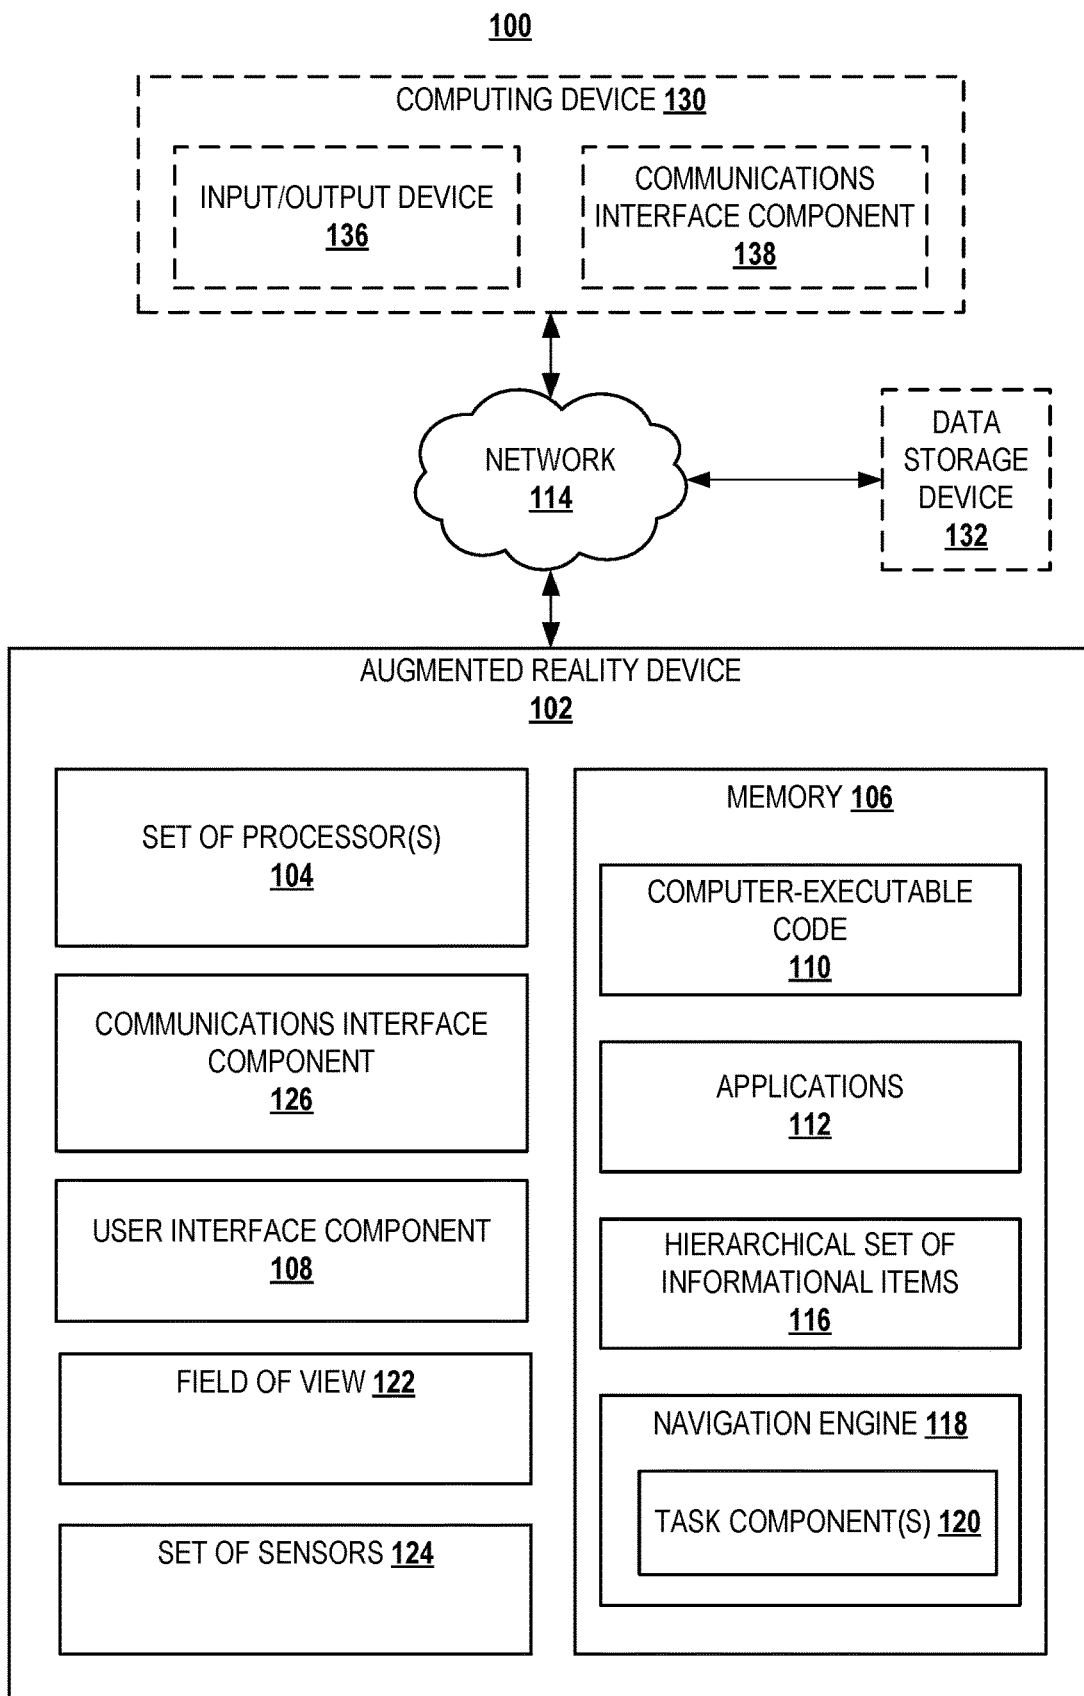 100
COMPUTING DEVICE 130
INPUT/OUTPUT DEVICE
136
COMMUNICATIONS
INTERFACE COMPONENT
138
NETWORK
114
DATA
STORAGE
DEVICE
132
AUGMENTED REALITY DEVICE
102
SET OF PROCESSOR(S)
104
COMMUNICATIONS INTERFACE
COMPONENT
126
USER INTERFACE COMPONENT
108
FIELD OF VIEW 122
SET OF SENSORS 124
MEMORY 106
COMPUTER-EXECUTABLE
CODE
110
APPLICATIONS
112
HIERARCHICAL SET OF
INFORMATIONAL ITEMS
116
NAVIGATION ENGINE 118
TASK COMPONENT(S) 120